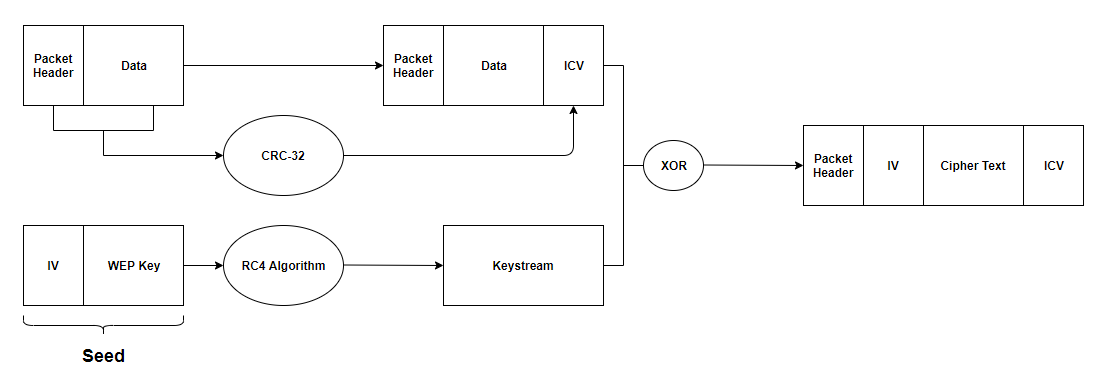 Packet
Header
Data
Packet
Header
Data
ICV
CRC-32
XOR
Packet
Header
IV
Cipher Text
ICV
IV
WEP Key
RC4 Algorithm
Keystream
Seed